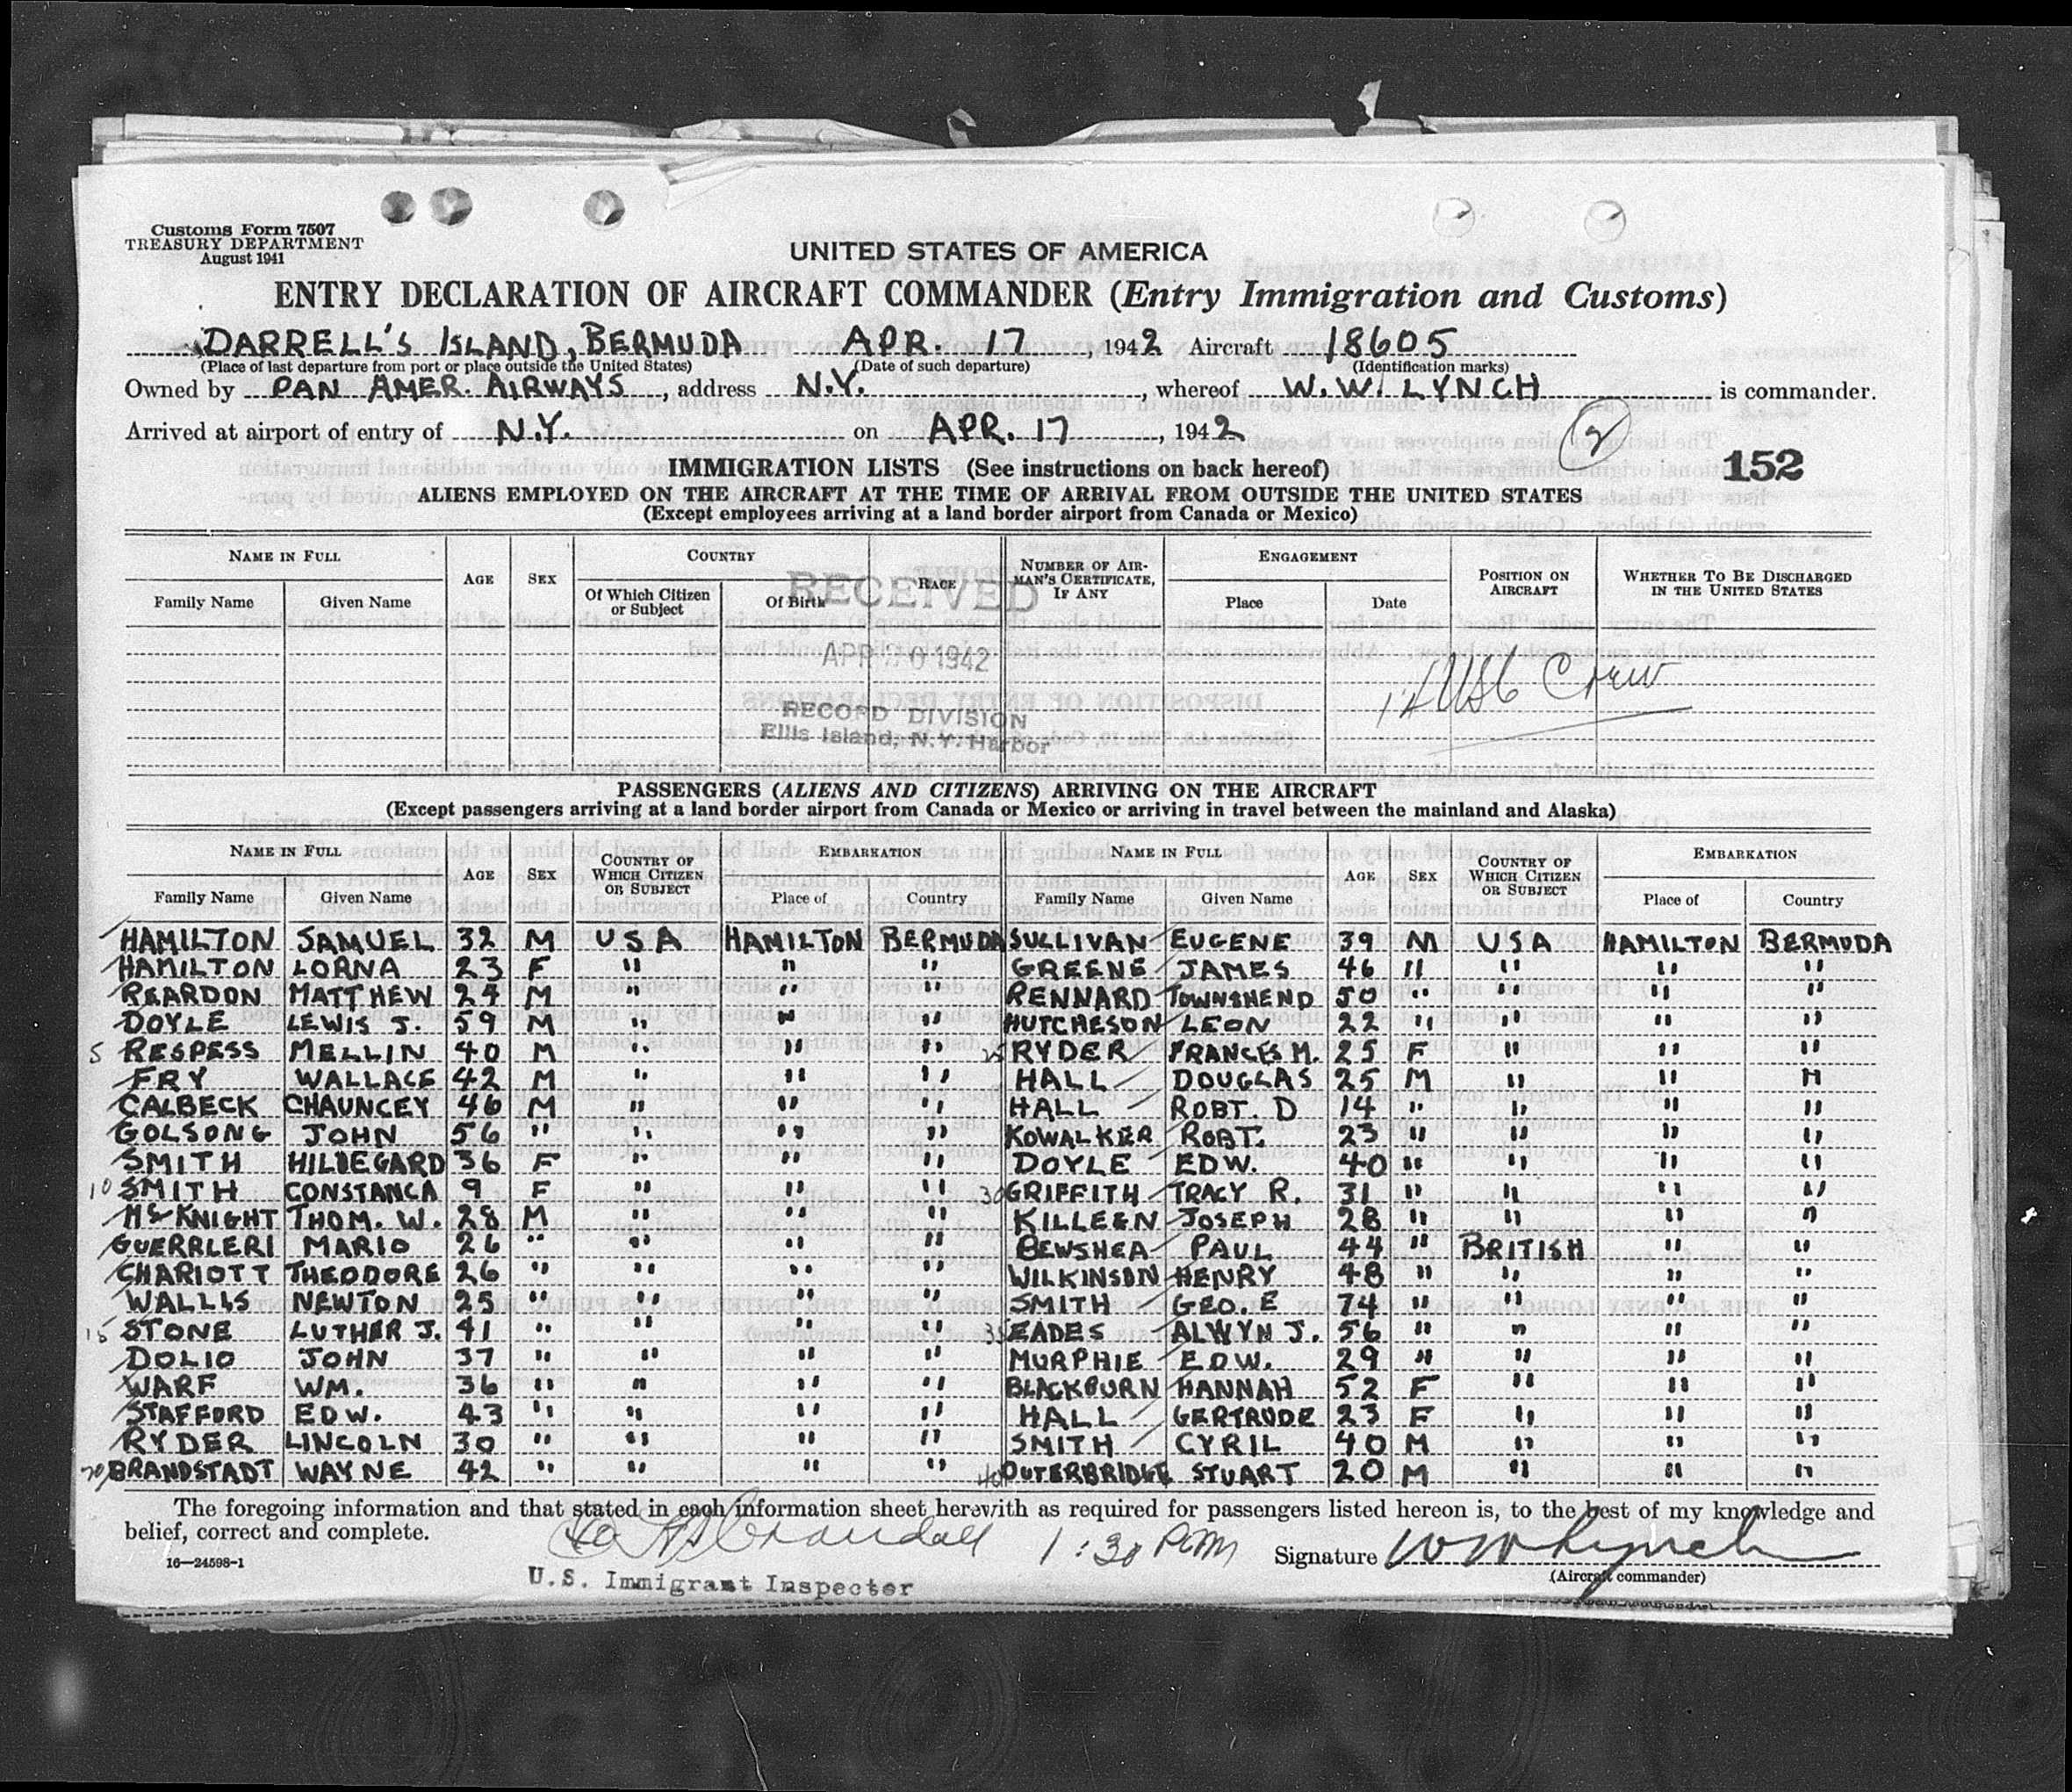 Customs Form 7507
TREASURY DEPARTMENT
August 1941
UNITED STATES OF AMERICA
ENTRY DECLARATION OF AIRCRAFT COMMANDER (Entry Immigration and Customs)
DARRELL'S ISLAND, BERMUDA APR. 17, 1942 Aircraft 18605
(Place of last departure from port or place outside the United States) (Date of such departure) (Identification marks)
Owned by PAN AMER. AIRWAYS, address N.Y., whereof W.W. LYNCH is commander.
Arrived at airport of entry of N.Y. on APR. 17, 1942
2
152
IMMIGRATION LISTS (See instructions on back hereof)
ALIENS EMPLOYED ON THE AIRCRAFT AT THE TIME OF ARRIVAL FROM OUTSIDE THE UNITED STATES
(Except employees arriving at a land border airport from Canada or Mexico)
NAME IN FULL AGE SEX COUNTRY RACE NUMBER OF AIRMAN'S CERTIFICATE, IF ANY ENGAGEMENT POSITION ON AIRCRAFT WHETHER TO BE DISCHARGED IN THE UNITED STATES
Family Name Given Name Of Which Citizen or Subject Of Birth Place Date
RECEIVED
APR 20 1942
RECORD DIVISION
Ellis Island, N.Y. Harbor
USC Crew
PASSENGERS (ALIENS AND CITIZENS) ARRIVING ON THE AIRCRAFT
(Except passengers arriving at a land border airport from Canada or Mexico or arriving in travel between the mainland and Alaska)
NAME IN FULL AGE SEX COUNTRY OF WHICH CITIZEN OR SUBJECT EMBARKATION NAME IN FULL AGE SEX COUNTRY OF WHICH CITIZEN OR SUBJECT EMBARKATION
Family Name Given Name Place of Country Family Name Given Name Place of Country
HAMILTON SAMUEL 32 M USA HAMILTON BERMUDA SULLIVAN EUGENE 39 M USA HAMILTON BERMUDA
HAMILTON LORNA 23 F " " " GREENE JAMES 46 " " " "
REARDON MATTHEW 24 M " " " RENNARD TOWNSHEND 50 " " " "
DOYLE LEWIS J. 59 M " " " HUTCHESON LEON 22 " " " "
5 RESPESS MELLIN 40 M " " " 25 RYDER FRANCES M. 25 F " " "
FRY WALLACE 42 M " " " HALL DOUGLAS 25 M " " "
CALBECK CHAUNCEY 46 M " " " HALL ROBT. D 14 " " " "
GOLSONG JOHN 56 " " " " KOWALKER ROBT. 23 " " " "
SMITH HILDEGARD 36 F " " " DOYLE EDW. 40 " " " "
10 SMITH CONSTANCA 9 F " " " 30 GRIFFITH TRACY R. 31 " " " "
McKNIGHT THOM. W. 28 M " " " KILLEEN JOSEPH 28 " " " "
GUERRLERI MARIO 26 " " " " BEWSHEA PAUL 44 " BRITISH " "
CHARIOTT THEODORE 26 " " " " WILKINSON HENRY 48 " " " "
WALLIS NEWTON 25 " " " " SMITH GEO. E 74 " " " "
15 STONE LUTHER J. 41 " " " " 35 EADES ALWYN J. 56 " " " "
DOLIO JOHN 37 " " " " MURPHIE EDW. 29 " " " "
WARF WM. 36 " " " " BLACKBURN HANNAH 52 F " " "
STAFFORD EDW. 43 " " " " HALL GERTRUDE 23 F " " "
RYDER LINCOLN 30 " " " " SMITH CYRIL 40 M " " "
20 BRANDSTADT WAYNE 42 " " " " 40 OUTERBRIDGE STUART 20 M " " "
The foregoing information and that stated in each information sheet herewith as required for passengers listed hereon is, to the best of my knowledge and
belief, correct and complete.
Crandall 1:30 PM Signature W W Lynch
16—24598-1
(Aircraft commander)
U.S. Immigrant Inspector